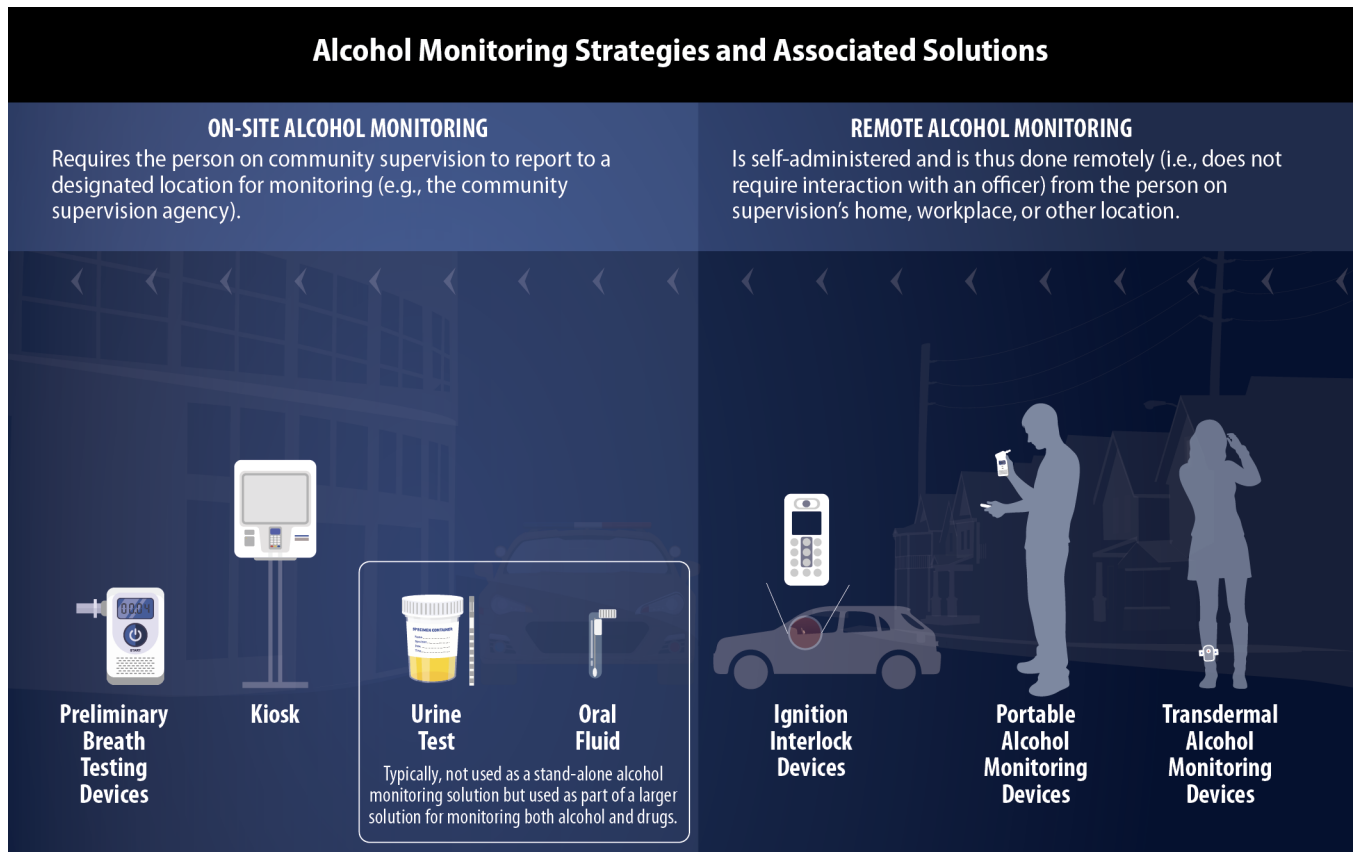 Alcohol Monitoring Strategies and Associated Solutions
ON-SITE ALCOHOL MONITORING
Requires the person on community supervision to report to a
designated location for monitoring (e.g., the community
supervision agency).
REMOTE ALCOHOL MONITORING
Is self-administered and is thus done remotely (i.e., does not
require interaction with an officer) from the person on
supervision's home, workplace, or other location.
00.04
START
Preliminary
Breath
Testing
Devices
Kiosk
SPECIMEN CONTAINER
Urine
Test
Oral
Fluid
Typically, not used as a stand-alone alcohol
monitoring solution but used as part of a larger
solution for monitoring both alcohol and drugs.
Ignition
Interlock
Devices
Portable
Alcohol
Monitoring
Devices
Transdermal
Alcohol
Monitoring
Devices